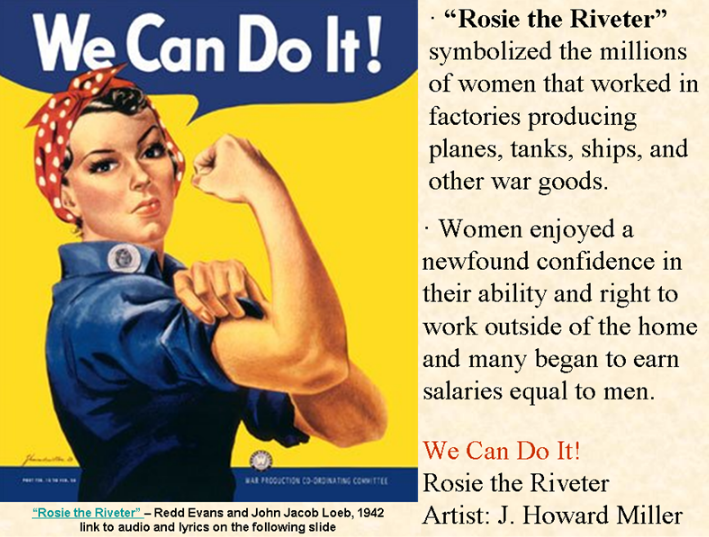 We Can Do It!
J. Howard Miller
WAR PRODUCTION CO-ORDINATING COMMITTEE
“Rosie the Riveter” – Redd Evans and John Jacob Loeb, 1942
link to audio and lyrics on the following slide
· “Rosie the Riveter”
symbolized the millions
of women that worked in
factories producing
planes, tanks, ships, and
other war goods.
· Women enjoyed a
newfound confidence in
their ability and right to
work outside of the home
and many began to earn
salaries equal to men.
We Can Do It!
Rosie the Riveter
Artist: J. Howard Miller